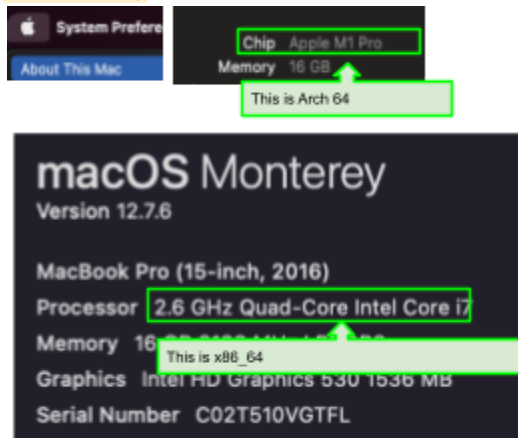 System Prefere
About This Mac
Chip Apple M1 Pro
Memory 16 GB
This is Arch 64
macOS Monterey
Version 12.7.6
MacBook Pro (15-inch, 2016)
Processor 2.6 GHz Quad-Core Intel Core i7
Memory 16
This is x86_64
Graphics Intel HD Graphics 530 1536 MB
Serial Number C02T510VGTFL